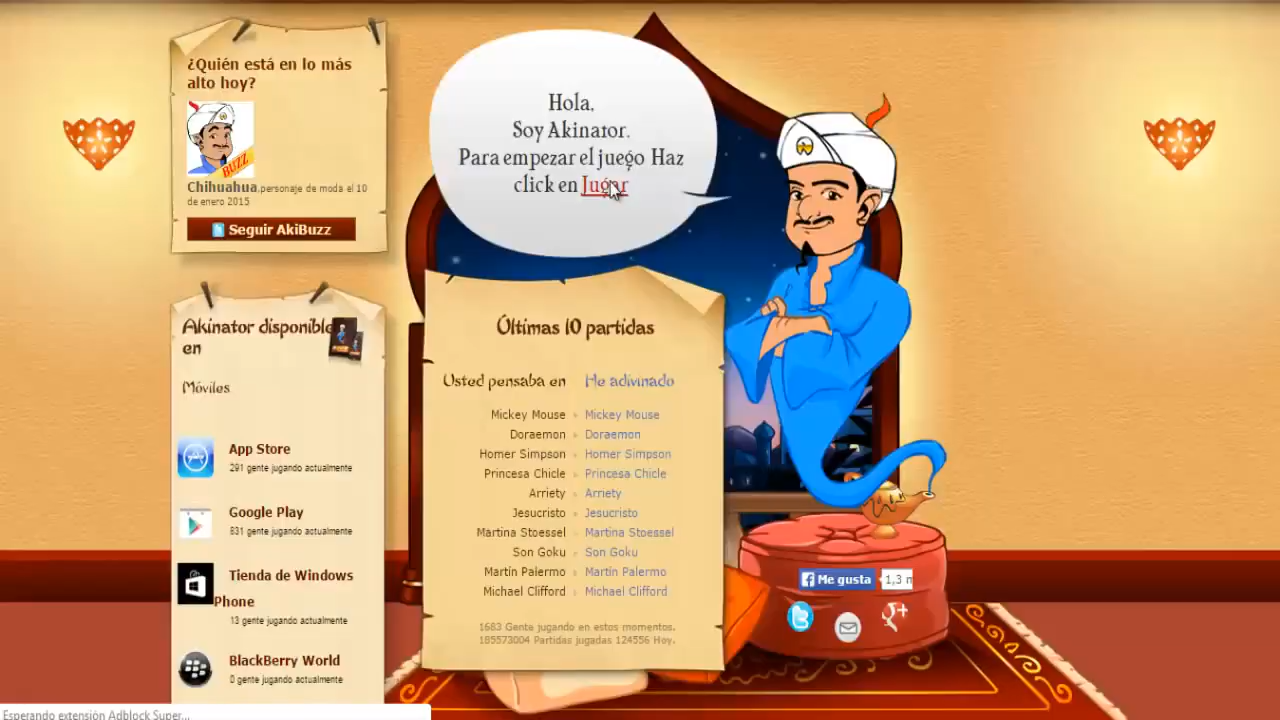 ¿Quién está en lo más
alto hoy?
BUZZ
Chihuahua,personaje de moda el 10
de enero 2015
Seguir AkiBuzz
Akinator disponible
en
Móviles
App Store
291 gente jugando actualmente
Google Play
831 gente jugando actualmente
Tienda de Windows
Phone
13 gente jugando actualmente
BlackBerry World
0 gente jugando actualmente
Hola,
Soy Akinator.
Para empezar el juego Haz
click en Jugar
Últimas 10 partidas
Usted pensaba en He adivinado
Mickey Mouse Mickey Mouse
Doraemon Doraemon
Homer Simpson Homer Simpson
Princesa Chicle Princesa Chicle
Arriety Arriety
Jesucristo Jesucristo
Martina Stoessel Martina Stoessel
Son Goku Son Goku
Martín Palermo Martín Palermo
Michael Clifford Michael Clifford
1683 Gente jugando en estos momentos.
189573004 Partidas jugadas 124556 Hoy.
Me gusta 1,3 m
Esperando extensión Adblock Super...